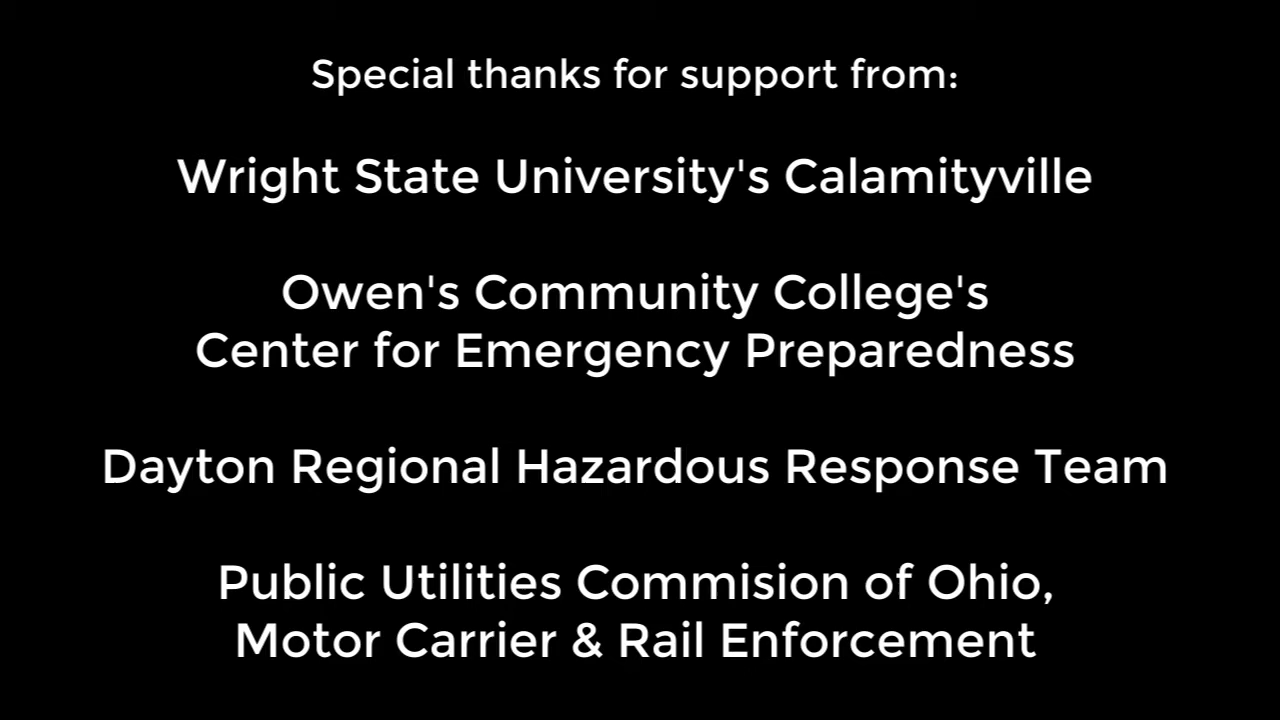 Special thanks for support from:
Wright State University's Calamityville
Owen's Community College's
Center for Emergency Preparedness
Dayton Regional Hazardous Response Team
Public Utilities Commision of Ohio,
Motor Carrier & Rail Enforcement